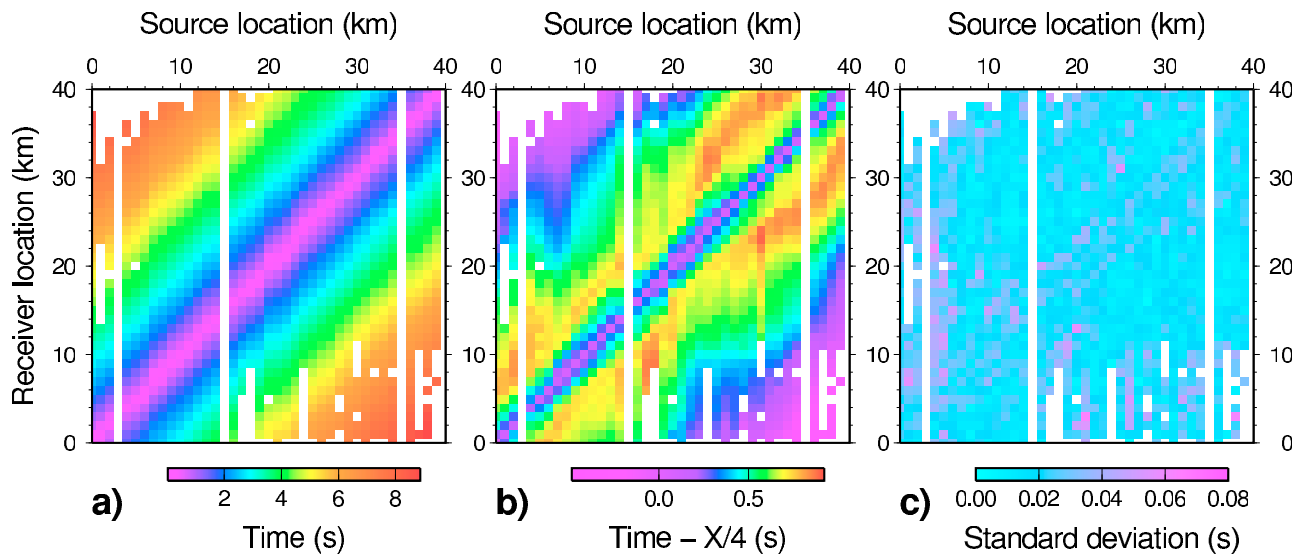 Source location (km) Source location (km) Source location (km)
0 10 20 30 40 0 10 20 30 40 0 10 20 30 40
40 40 40 40
30 30 30 30
20 20 20 20
10 10 10 10
0 0 0 0
Receiver location (km)
2 4 6 8 0.0 0.5 0.00 0.02 0.04 0.06 0.08
a) b) c)
Time (s) Time − X/4 (s) Standard deviation (s)